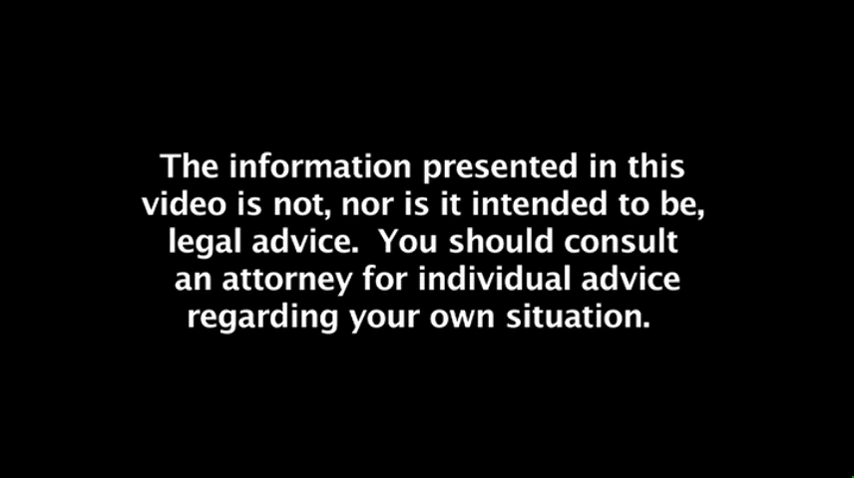 The information presented in this
video is not, nor is it intended to be,
legal advice.  You should consult
an attorney for individual advice
regarding your own situation.